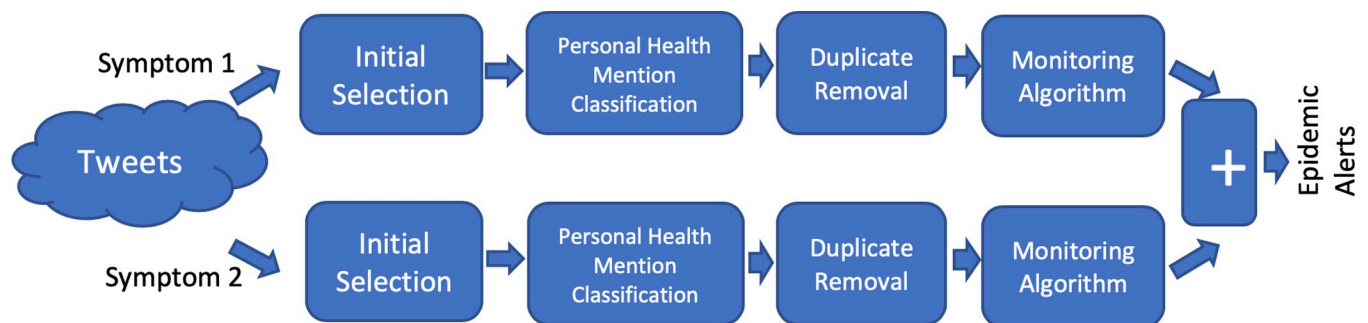 Symptom 1
Initial
Selection
Personal Health
Mention
Classification
Duplicate
Removal
Monitoring
Algorithm
Tweets
+
Epidemic
Alerts
Symptom 2
Initial
Selection
Personal Health
Mention
Classification
Duplicate
Removal
Monitoring
Algorithm